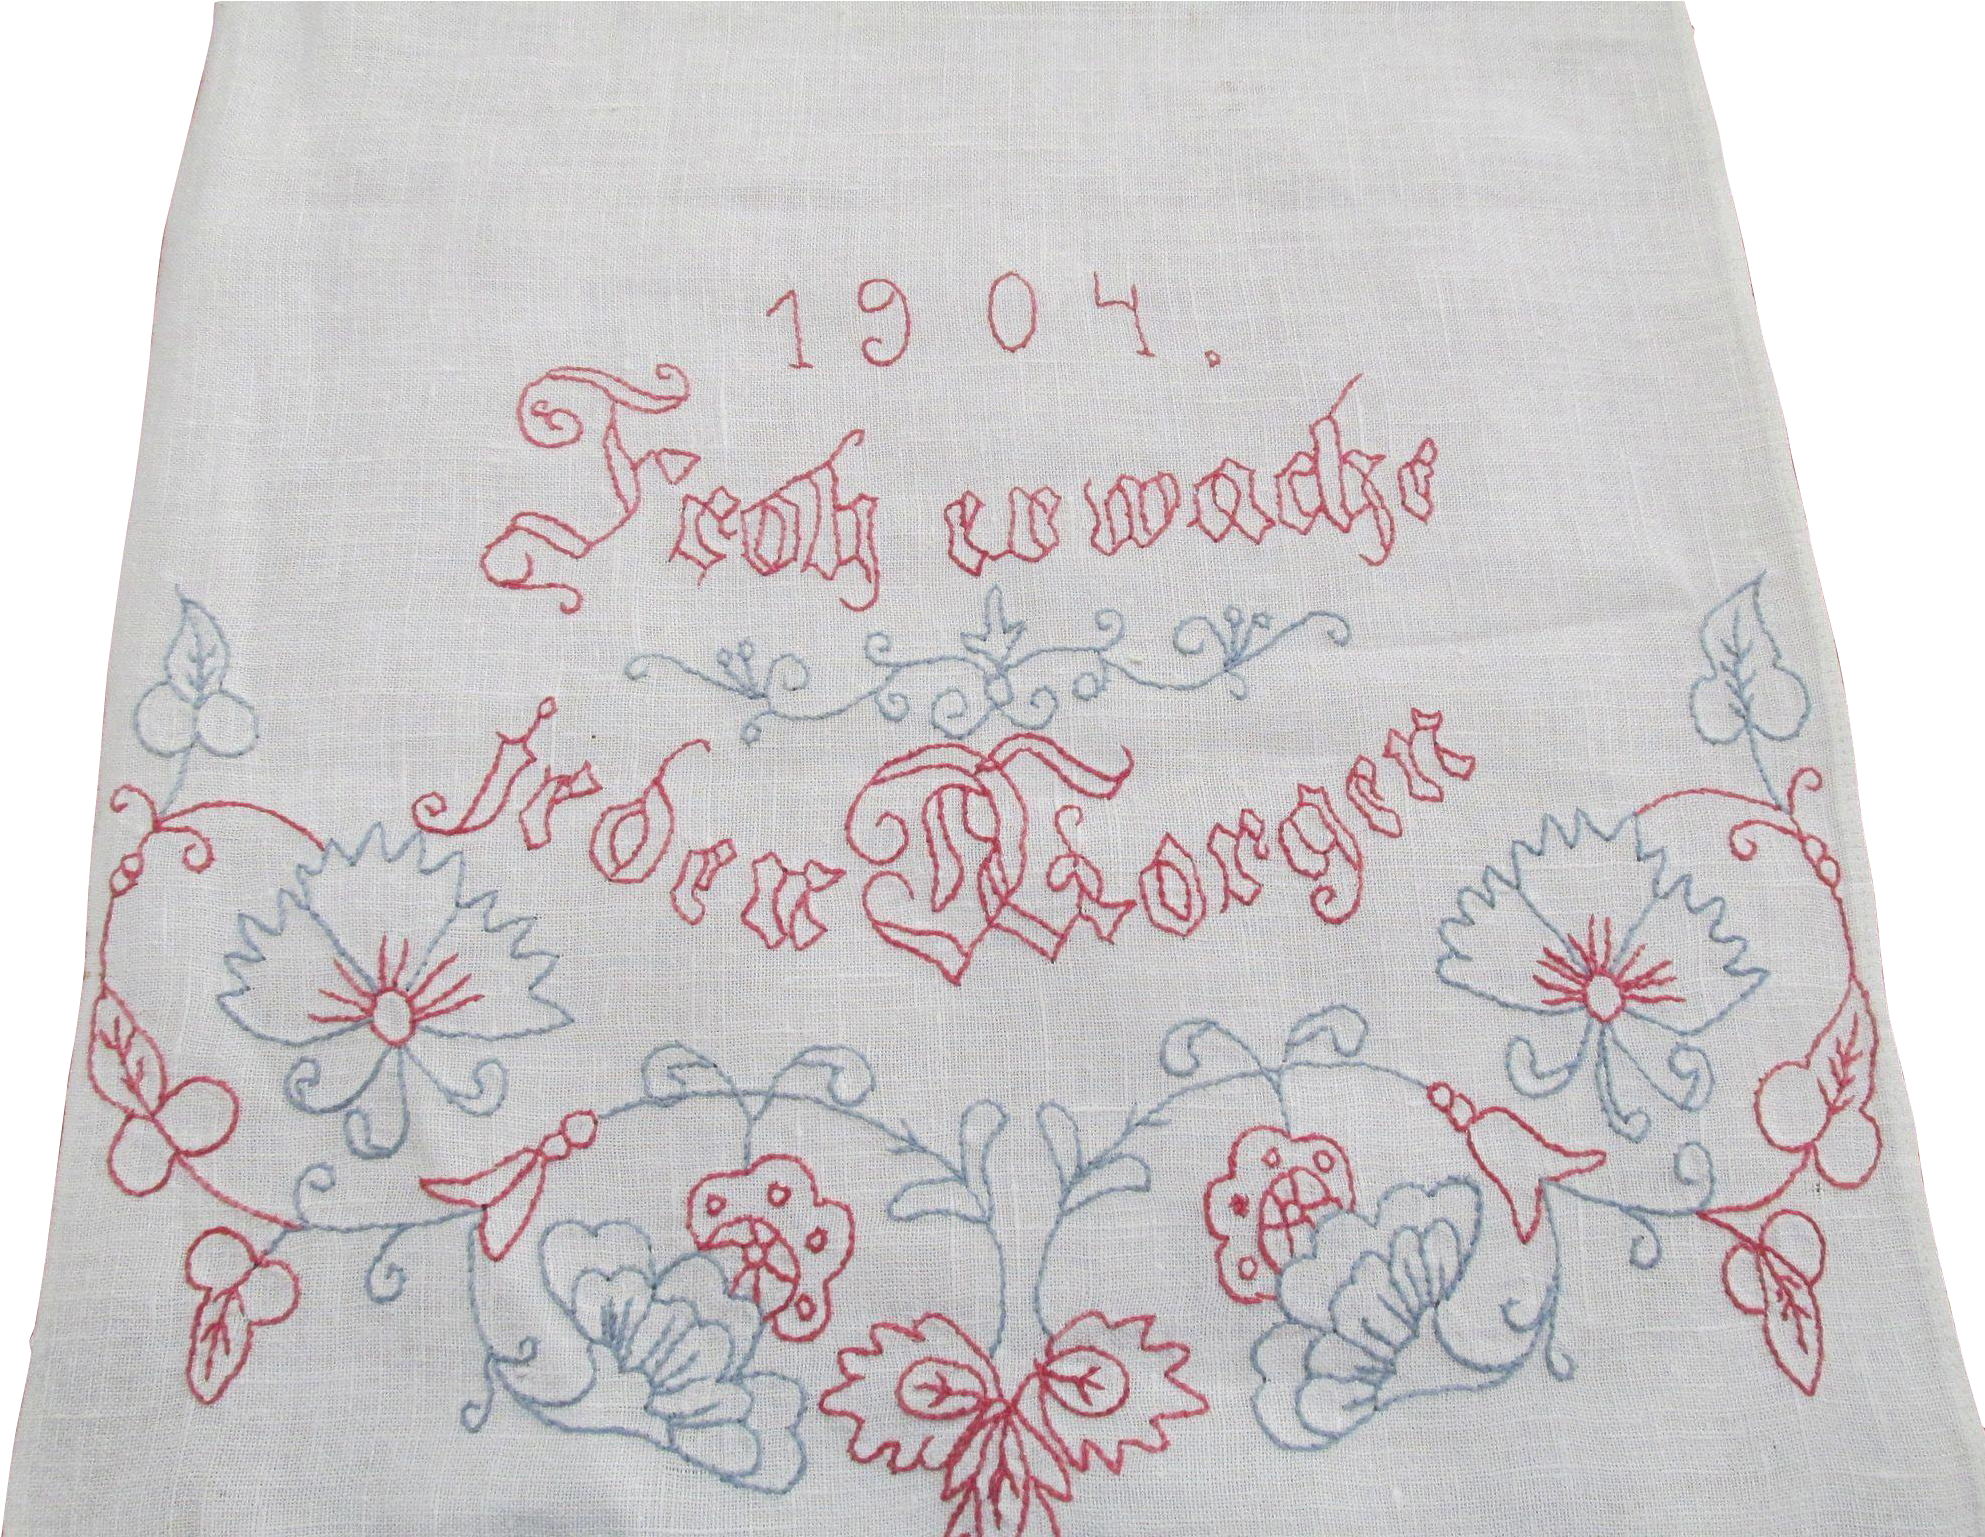 1904.
Froh erwache
jeden Morgen